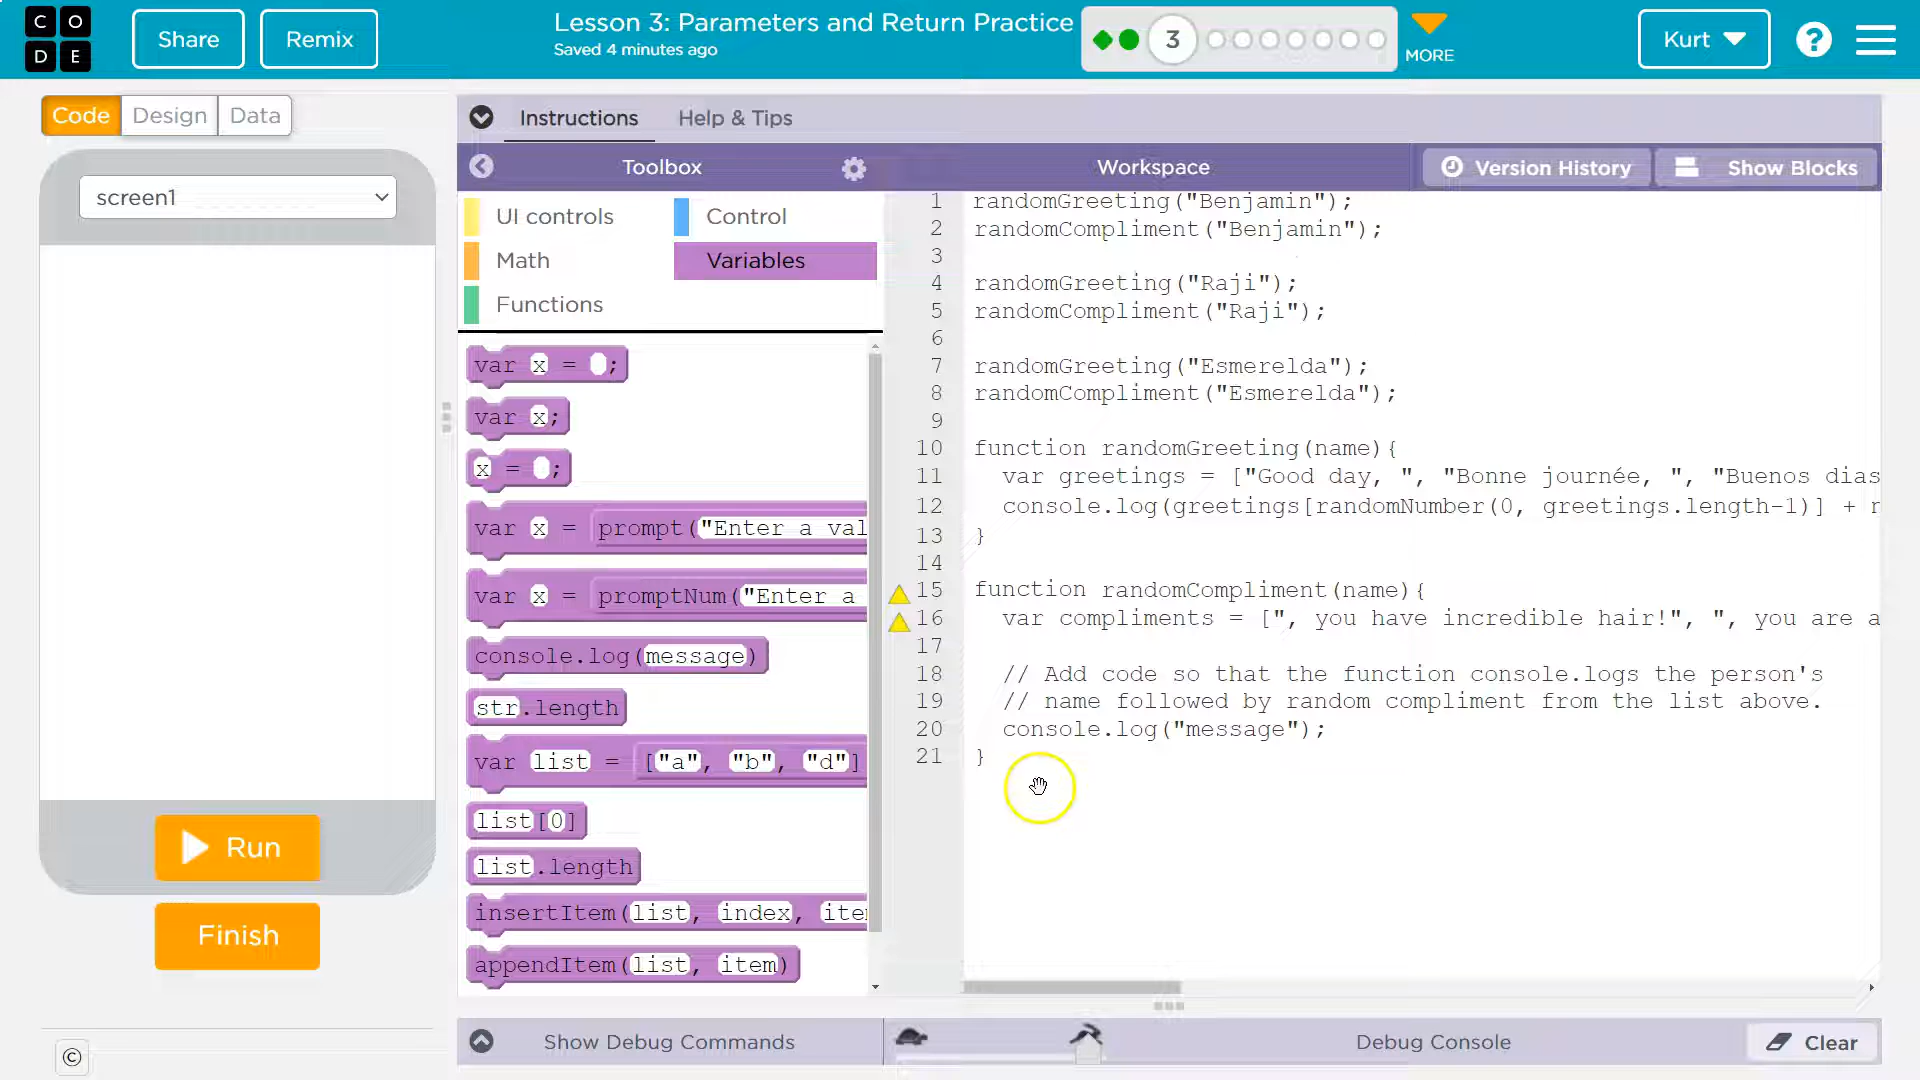 CODE
Share
Remix
Lesson 3: Parameters and Return Practice
Saved 4 minutes ago
3
MORE
Kurt
?
Code
Design
Data
screen1
Run
Finish
©
Instructions
Help & Tips
Toolbox
Workspace
Version History
Show Blocks
UI controls
Control
Math
Variables
Functions
var x = ;
var x;
x = ;
var x = prompt("Enter a val
var x = promptNum("Enter a
console.log(message)
str.length
var list = ["a", "b", "d"]
list[0]
list.length
insertItem(list, index, ite
appendItem(list, item)
1 randomGreeting("Benjamin");
2 randomCompliment("Benjamin");
3
4 randomGreeting("Raji");
5 randomCompliment("Raji");
6
7 randomGreeting("Esmerelda");
8 randomCompliment("Esmerelda");
9
10 function randomGreeting(name){
11 var greetings = ["Good day, ", "Bonne journée, ", "Buenos dias
12 console.log(greetings[randomNumber(0, greetings.length-1)] + n
13 }
14
15 function randomCompliment(name){
16 var compliments = [", you have incredible hair!", ", you are a
17
18 // Add code so that the function console.logs the person's
19 // name followed by random compliment from the list above.
20 console.log("message");
21 }
Show Debug Commands
Debug Console
Clear